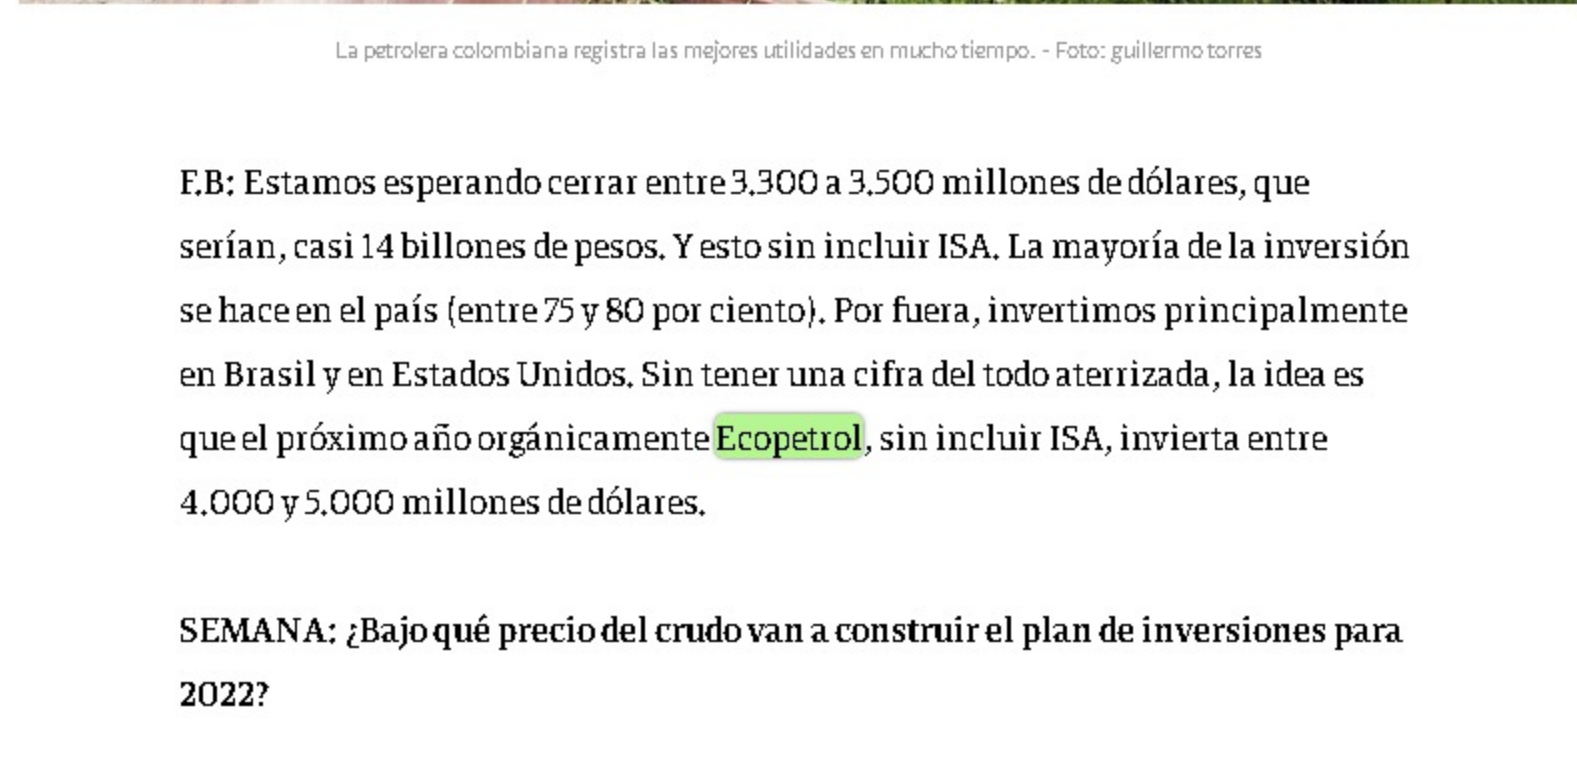 La petrolera colombiana registra las mejores utilidades en mucho tiempo. - Foto: guillermo torres
F.B: Estamos esperando cerrar entre 3.300 a 3.500 millones de dólares, que
serían, casi 14 billones de pesos. Y esto sin incluir ISA. La mayoría de la inversión
se hace en el país (entre 75 y 80 por ciento). Por fuera, invertimos principalmente
en Brasil y en Estados Unidos. Sin tener una cifra del todo aterrizada, la idea es
que el próximo año orgánicamente Ecopetrol, sin incluir ISA, invierta entre
4.000 y 5.000 millones de dólares.
SEMANA: ¿Bajo qué precio del crudo van a construir el plan de inversiones para
2022?